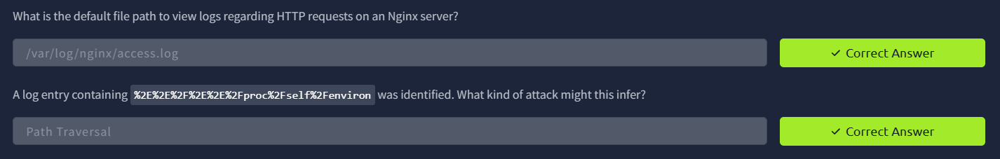 What is the default file path to view logs regarding HTTP requests on an Nginx server?
/var/log/nginx/access.log
✓ Correct Answer
A log entry containing %2E%2E%2F%2E%2E%2Fproc%2Fself%2Fenviron was identified. What kind of attack might this infer?
Path Traversal
✓ Correct Answer